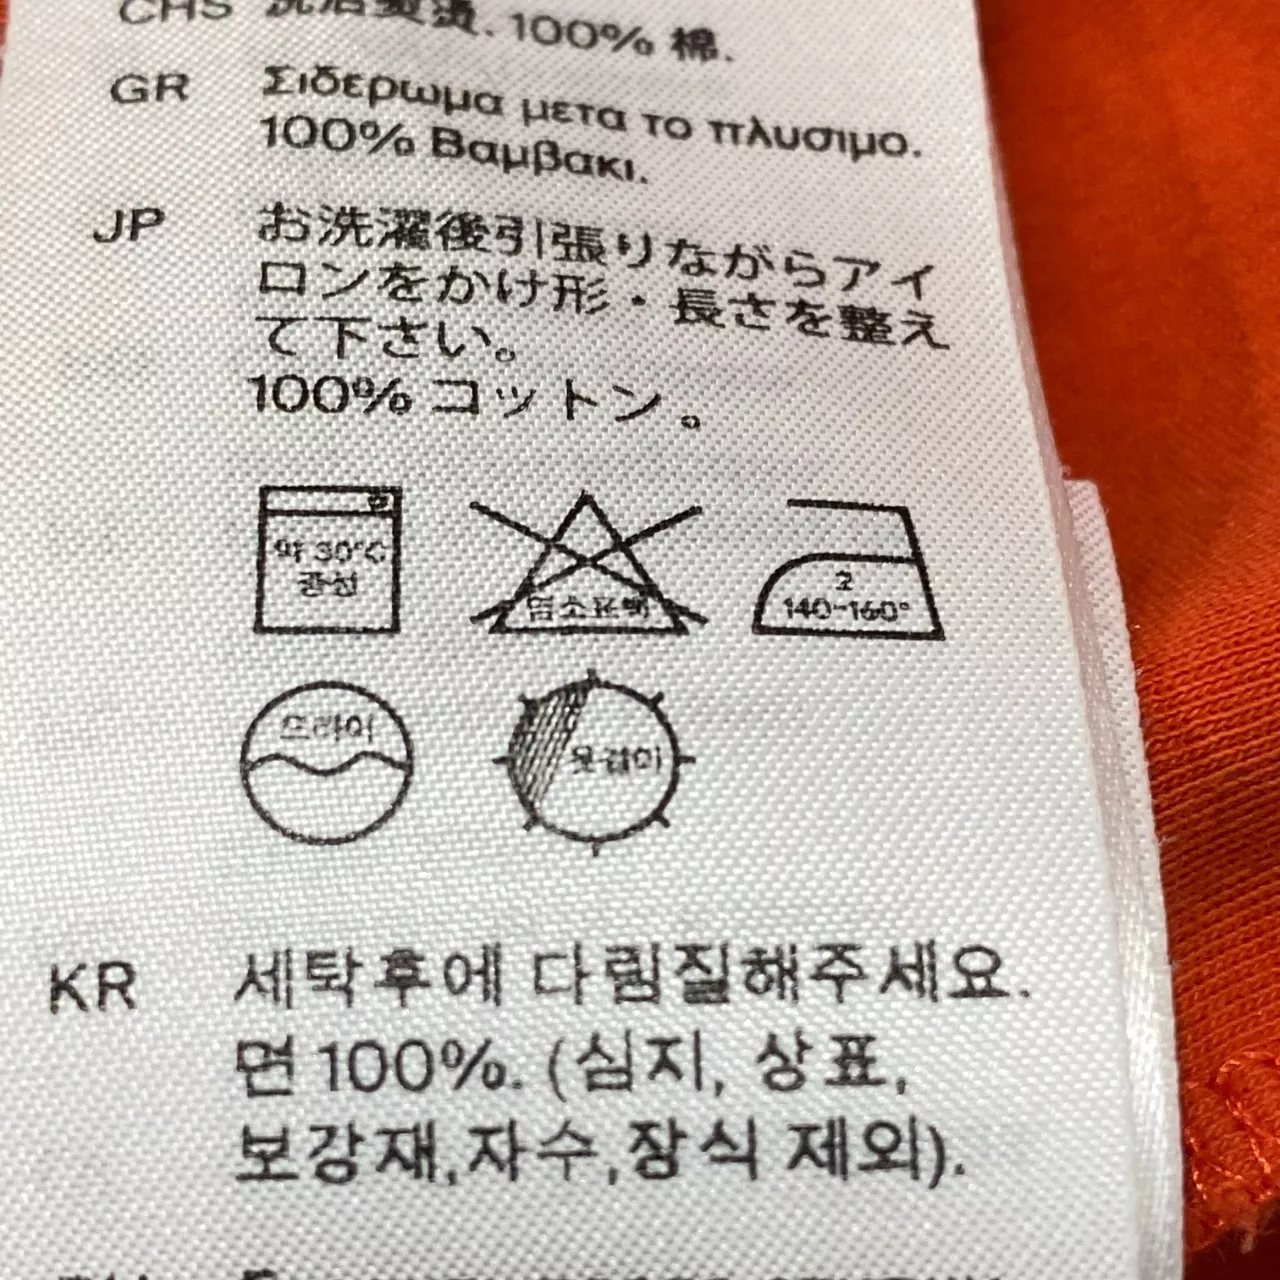 CHS 洗后熨烫. 100% 棉.
GR Σιδερωμα μετα το πλυσιμο.
100% Βαμβακι.
JP お洗濯後引張りながらアイ
ロンをかけ形・長さを整え
て下さい。
100% コットン。
약 30°C
중성
염소표백
2
140~160°
드라이
옷걸이
KR 세탁후에 다림질해주세요.
면 100%. (심지, 상표,
보강재,자수,장식 제외).